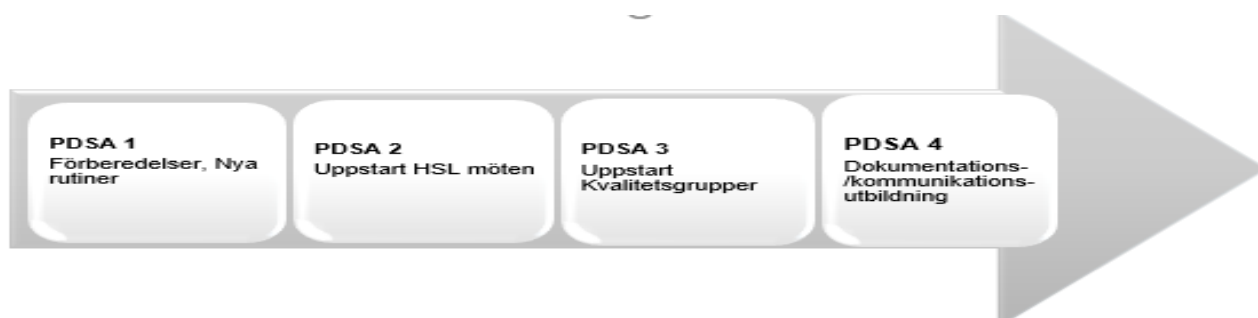 PDSA 1
Förberedelser, Nya
rutiner
PDSA 2
Uppstart HSL möten
PDSA 3
Uppstart
Kvalitetsgrupper
PDSA 4
Dokumentations-
/kommunikations-
utbildning